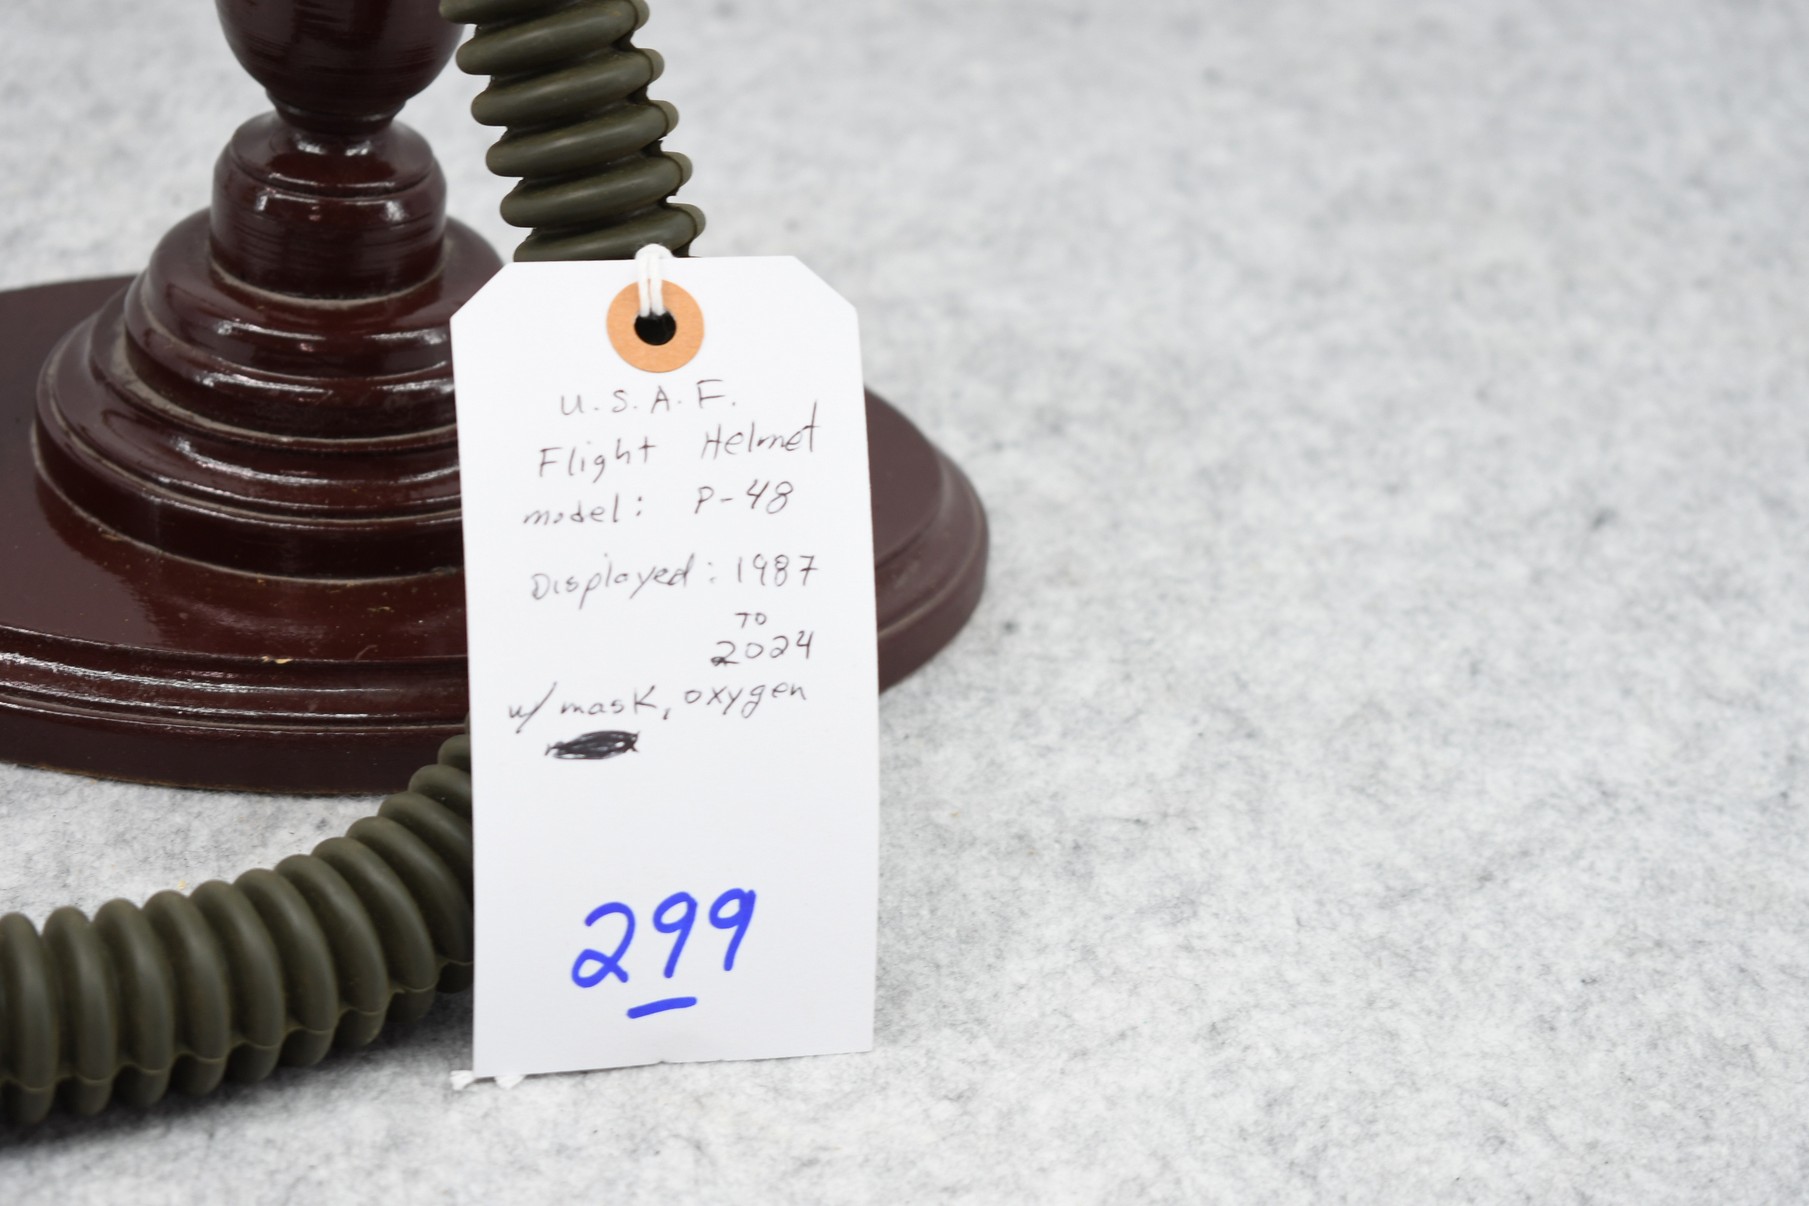 U.S.A.F.
Flight Helmet
model: P-48
Displayed: 1987
TO
2024
w/ mask, oxygen
299